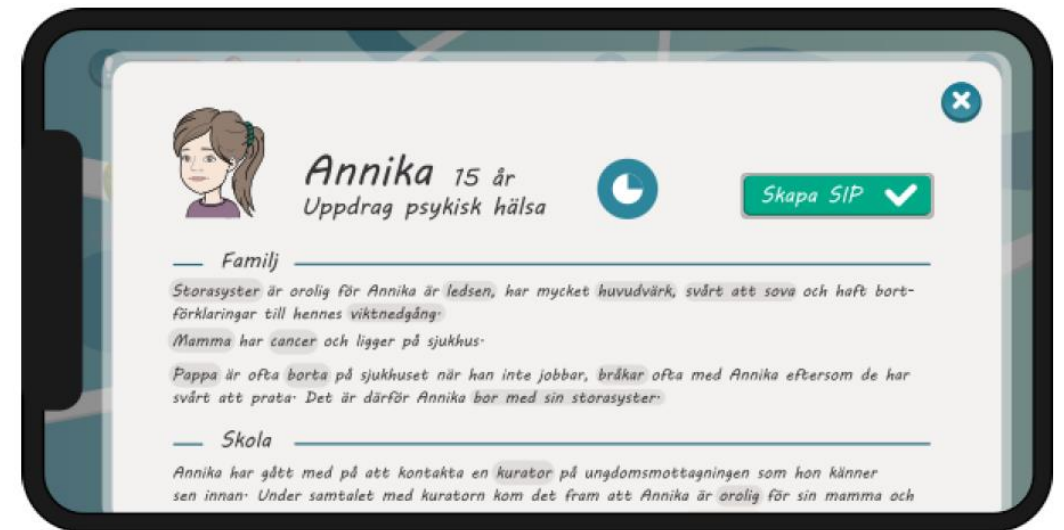 Annika 15 år
Uppdrag psykisk hälsa
Skapa SIP
Familj
Storasyster är orolig för Annika är ledsen, har mycket huvudvärk, svårt att sova och haft bort-
förklaringar till hennes viktnedgång.
Mamma har cancer och ligger på sjukhus.
Pappa är ofta borta på sjukhuset när han inte jobbar, bråkar ofta med Annika eftersom de har
svårt att prata. Det är därför Annika bor med sin storasyster.
Skola
Annika har gått med på att kontakta en kurator på ungdomsmottagningen som hon känner
sen innan. Under samtalet med kuratorn kom det fram att Annika är orolig för sin mamma och